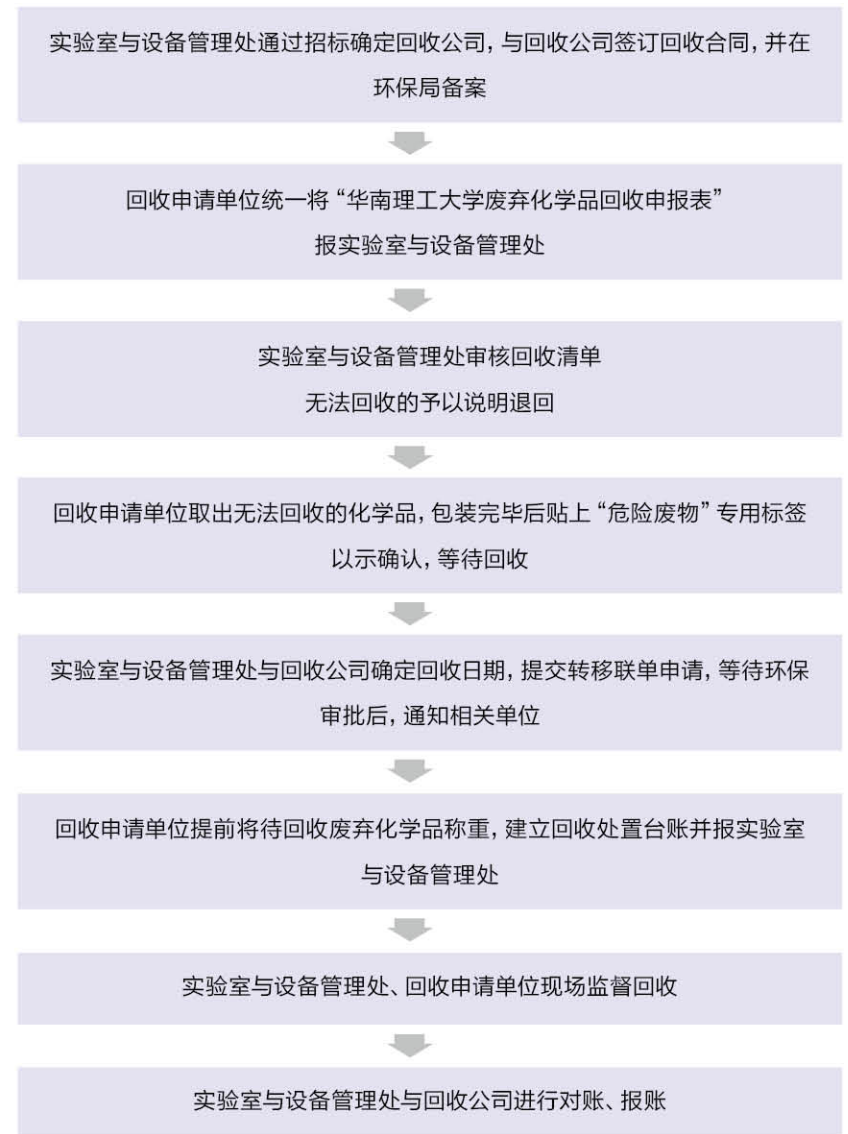 实验室与设备管理处通过招标确定回收公司，与回收公司签订回收合同，并在
环保局备案
回收申请单位统一将“华南理工大学废弃化学品回收申报表”
报实验室与设备管理处
实验室与设备管理处审核回收清单
无法回收的予以说明退回
回收申请单位取出无法回收的化学品，包装完毕后贴上“危险废物”专用标签
以示确认，等待回收
实验室与设备管理处与回收公司确定回收日期，提交转移联单申请，等待环保
审批后，通知相关单位
回收申请单位提前将待回收废弃化学品称重，建立回收处置台账并报实验室
与设备管理处
实验室与设备管理处、回收申请单位现场监督回收
实验室与设备管理处与回收公司进行对账、报账